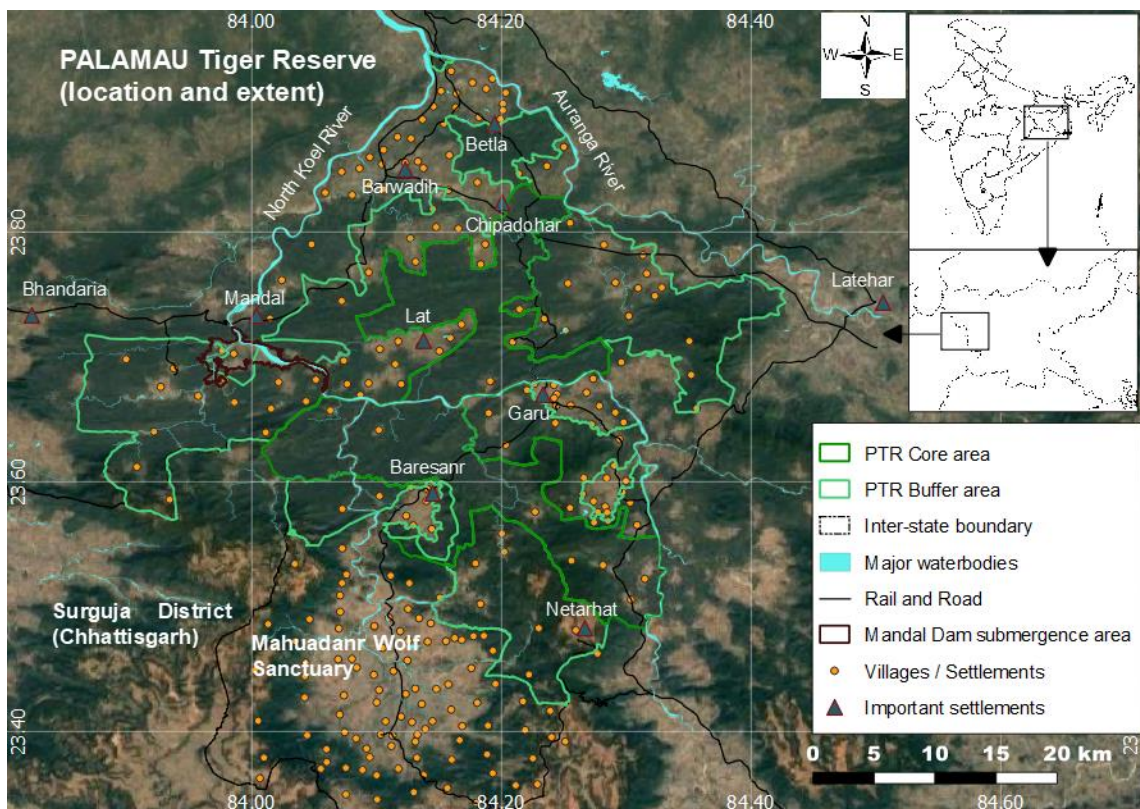 84.00
84.20
84.40
N
W
E
S
PALAMAU Tiger Reserve
(location and extent)
North Koel River
Auranga River
Betla
Barwadih
Chipadohar
23.80
Bhandaria
Mandal
Latehar
Lat
Garu
Baresanr
23.60
Netarhat
Surguja District
(Chhattisgarh)
Mahuadanr Wolf
Sanctuary
23.40
PTR Core area
PTR Buffer area
Inter-state boundary
Major waterbodies
Rail and Road
Mandal Dam submergence area
Villages / Settlements
Important settlements
0 5 10 15 20 km
23
84.00
84.20
84.40
84.60